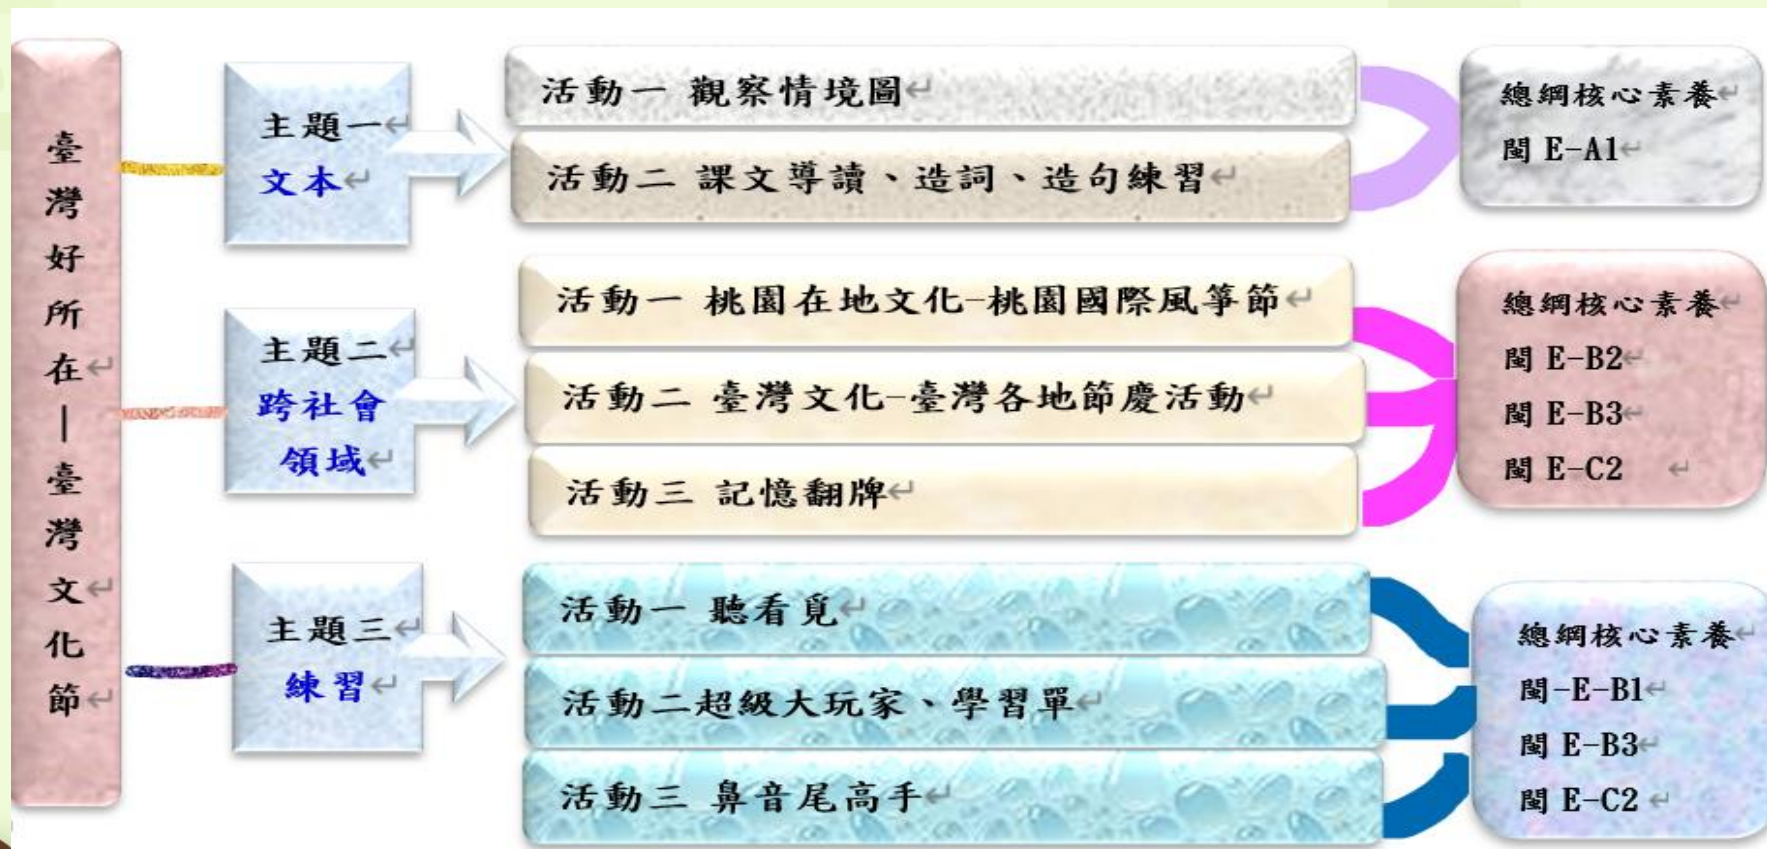 臺灣好所在—臺灣文化節
主題一
文本
活動一 觀察情境圖
活動二 課文導讀、造詞、造句練習
總綱核心素養
閩 E-A1
主題二
跨社會
領域
活動一 桃園在地文化-桃園國際風箏節
活動二 臺灣文化-臺灣各地節慶活動
活動三 記憶翻牌
總綱核心素養
閩 E-B2
閩 E-B3
閩 E-C2
主題三
練習
活動一 聽看覓
活動二超級大玩家、學習單
活動三 鼻音尾高手
總綱核心素養
閩-E-B1
閩 E-B3
閩 E-C2